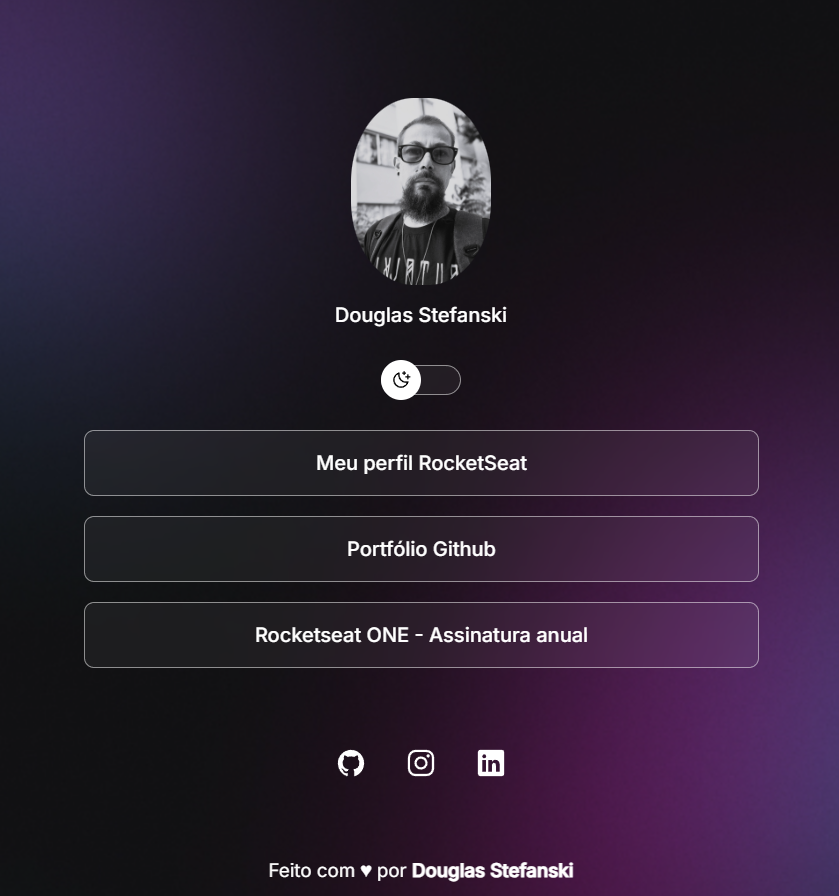 Douglas Stefanski
Meu perfil RocketSeat
Portfólio Github
Rocketseat ONE - Assinatura anual
Feito com ♥ por Douglas Stefanski